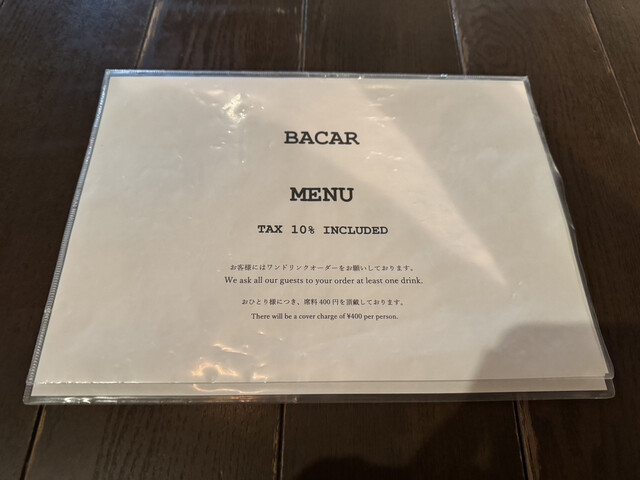 BACAR
MENU
TAX 10% INCLUDED
お客様にはワンドリンクオーダーをお願いしております。
We ask all our guests to your order at least one drink.
おひとり様につき、席料 400 円を頂戴しております。
There will be a cover charge of ¥400 per person.